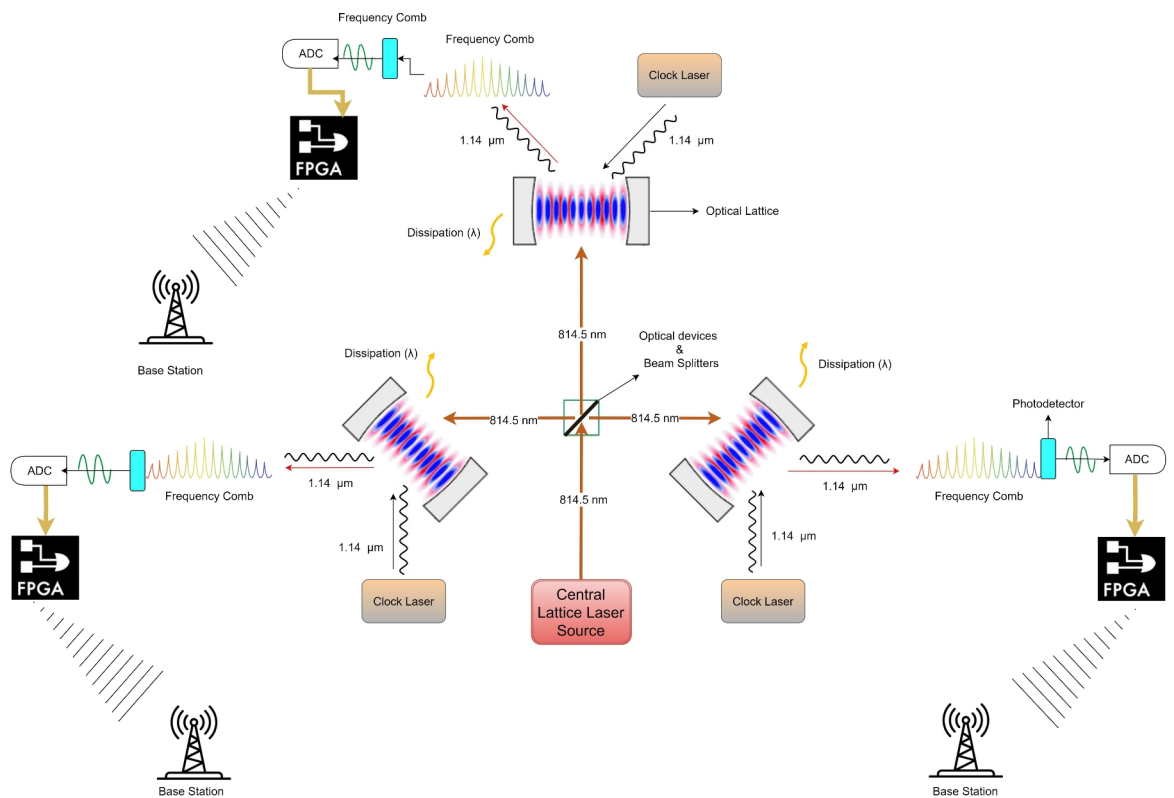 Frequency Comb
ADC
Frequency Comb
Clock Laser
1.14 μm
1.14 μm
FPGA
Optical Lattice
Dissipation (λ)
Base Station
814.5 nm
Optical devices
&
Beam Splitters
Dissipation (λ)
Dissipation (λ)
814.5 nm
814.5 nm
Photodetector
ADC
Frequency Comb
1.14 μm
1.14 μm
Frequency Comb
ADC
814.5 nm
FPGA
1.14 μm
Clock Laser
Central
Lattice Laser
Source
1.14 μm
Clock Laser
FPGA
Base Station
Base Station